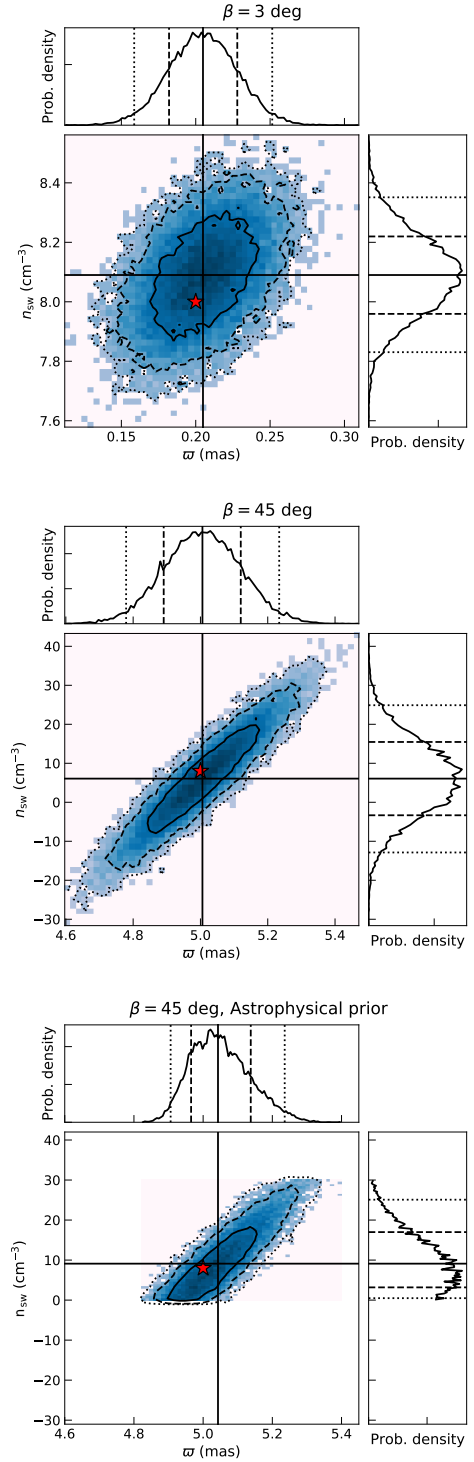 β = 3 deg
Prob. density
8.4
8.2
8.0
7.8
7.6
n_sw (cm⁻³)
0.15 0.20 0.25 0.30
ϖ (mas)
Prob. density
β = 45 deg
Prob. density
40
30
20
10
0
−10
−20
−30
n_sw (cm⁻³)
4.6 4.8 5.0 5.2 5.4
ϖ (mas)
Prob. density
β = 45 deg, Astrophysical prior
Prob. density
40
30
20
10
0
−10
−20
−30
n_sw (cm⁻³)
4.6 4.8 5.0 5.2 5.4
ϖ (mas)
Prob. density